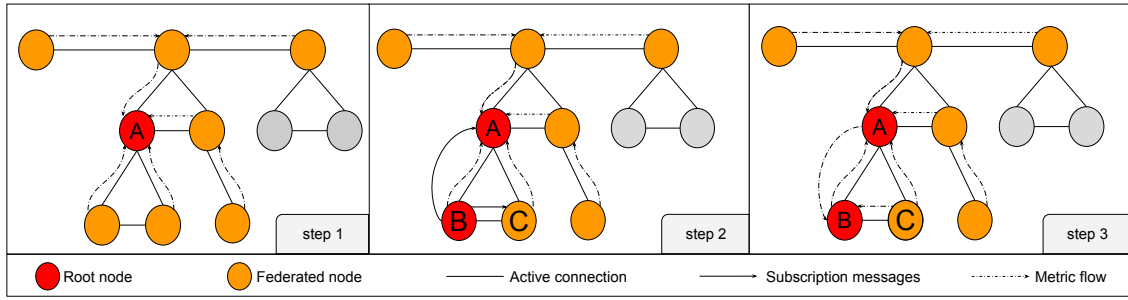 A
step 1
A
B
C
step 2
A
B
C
step 3
Root node
Federated node
Active connection
Subscription messages
Metric flow